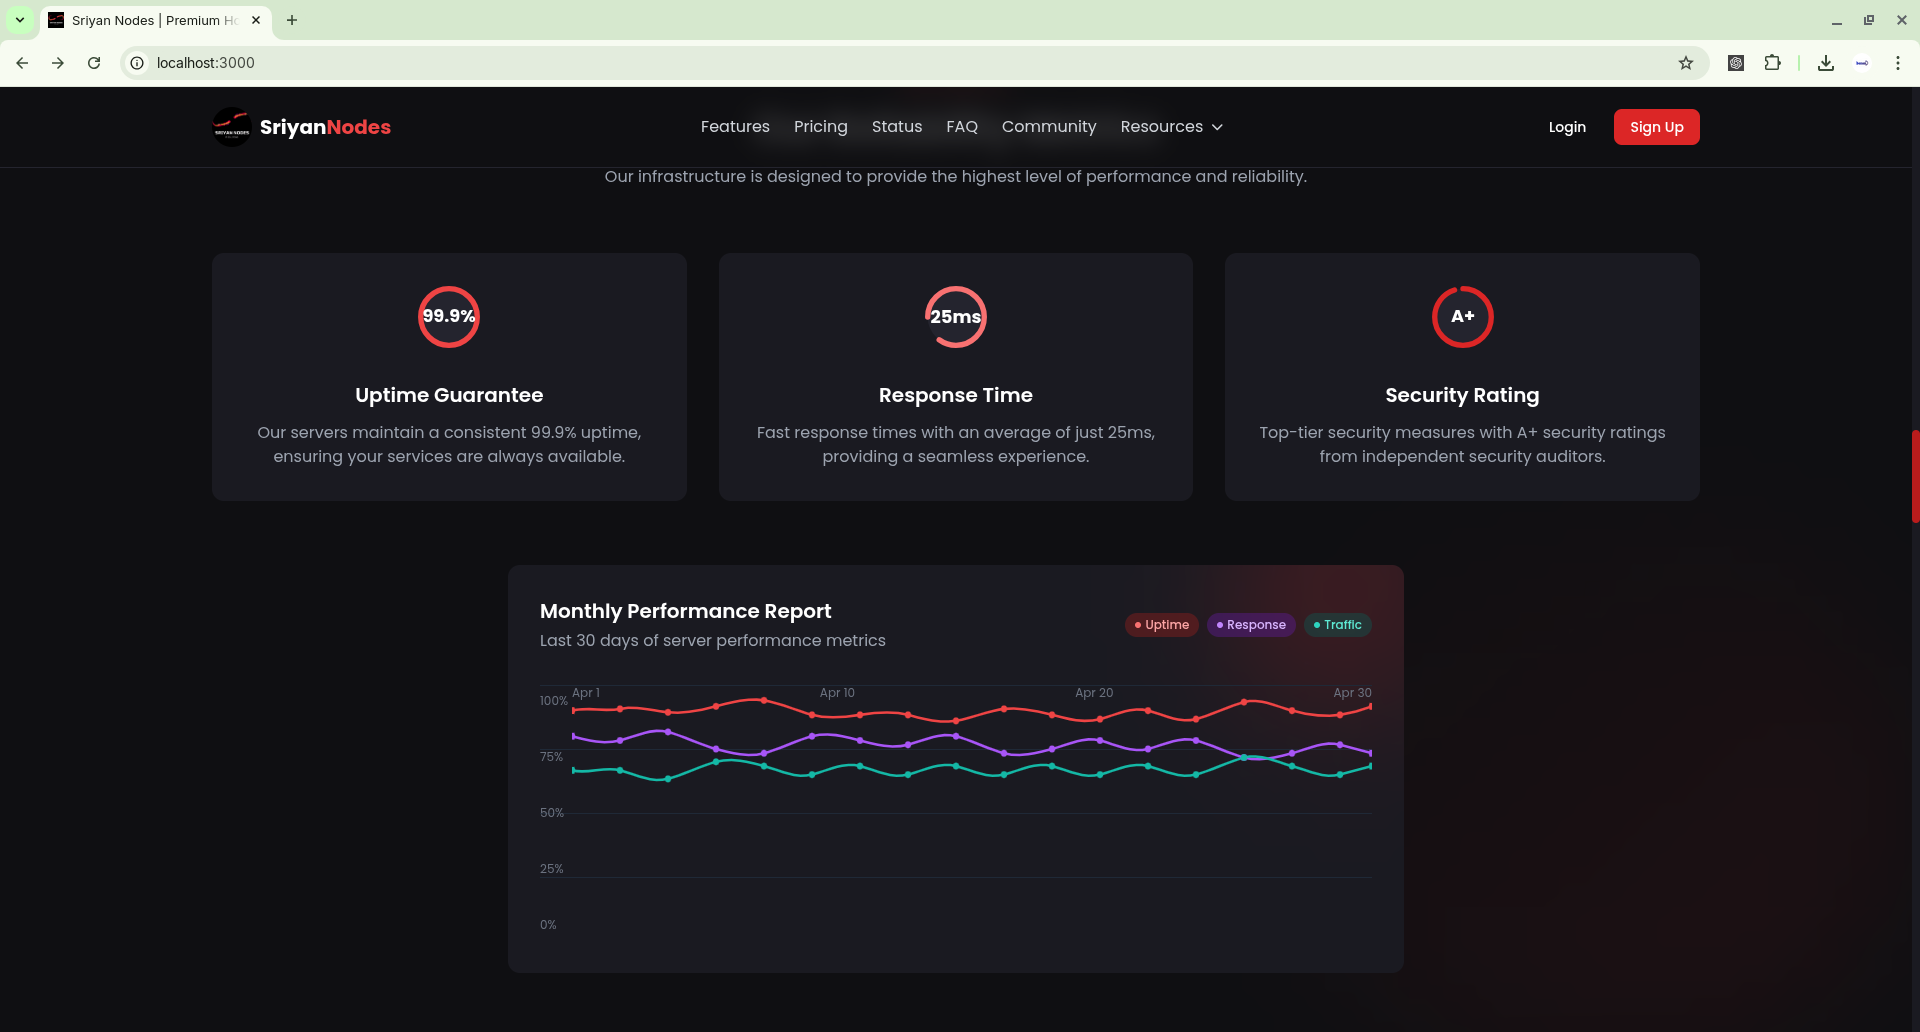 Sriyan Nodes | Premium Ho
localhost:3000
SRIYAN NODES
SriyanNodes
Features Pricing Status FAQ Community Resources
Login
Sign Up
Our infrastructure is designed to provide the highest level of performance and reliability.
99.9%
Uptime Guarantee
Our servers maintain a consistent 99.9% uptime,
ensuring your services are always available.
25ms
Response Time
Fast response times with an average of just 25ms,
providing a seamless experience.
A+
Security Rating
Top-tier security measures with A+ security ratings
from independent security auditors.
Monthly Performance Report
Last 30 days of server performance metrics
Uptime Response Traffic
Apr 1 Apr 10 Apr 20 Apr 30
100%
75%
50%
25%
0%